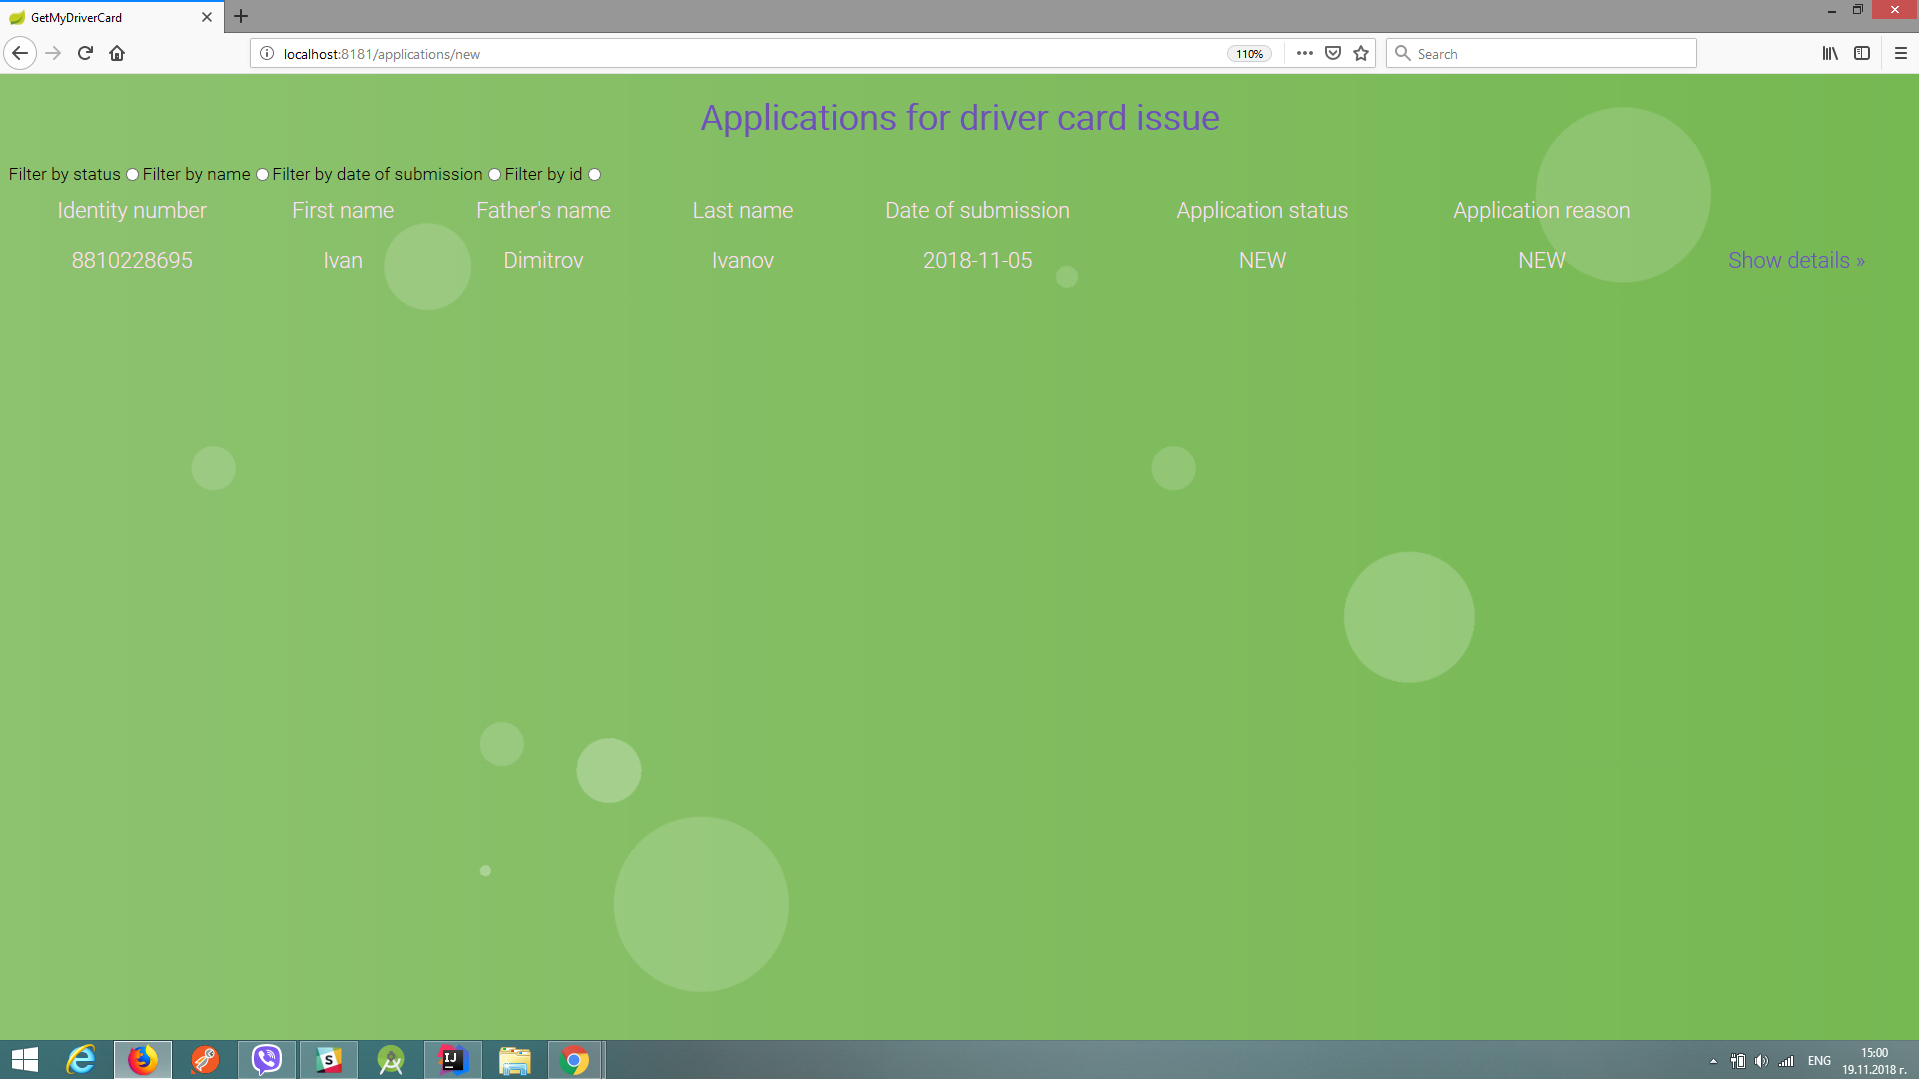 GetMyDriverCard
localhost:8181/applications/new
110%
Search
Applications for driver card issue
Filter by status Filter by name Filter by date of submission Filter by id
Identity number First name Father's name Last name Date of submission Application status Application reason
8810228695 Ivan Dimitrov Ivanov 2018-11-05 NEW NEW Show details »
IJ
S
ENG
15:00
19.11.2018 г.